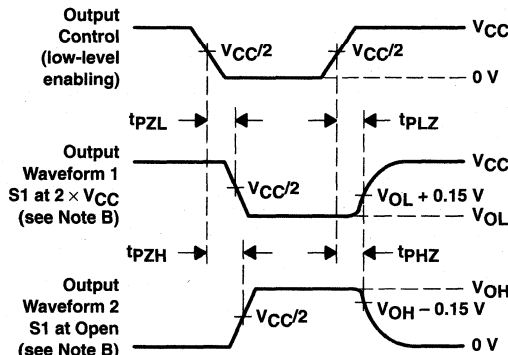 Output
Control
(low-level
enabling)
VCC/2
VCC/2
VCC
0 V
tPZL
tPLZ
Output
Waveform 1
S1 at 2 × VCC
(see Note B)
VCC/2
VCC
VOL + 0.15 V
VOL
tPZH
tPHZ
Output
Waveform 2
S1 at Open
(see Note B)
VCC/2
VOH
VOH − 0.15 V
0 V